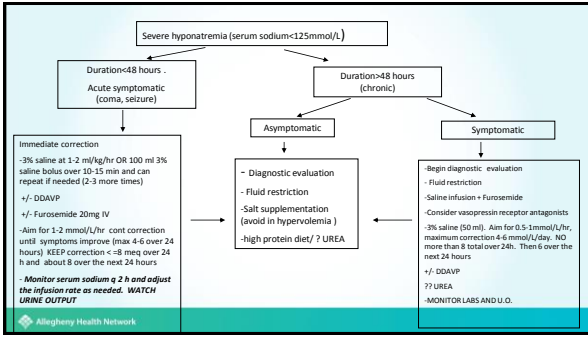 Severe hyponatremia (serum sodium<125mmol/L)
Duration<48 hours .
Acute symptomatic
(coma, seizure)
Duration>48 hours
(chronic)
Asymptomatic
Symptomatic
Immediate correction
-3% saline at 1-2 ml/kg/hr OR 100 ml 3%
saline bolus over 10-15 min and can
repeat if needed (2-3 more times)
+/- DDAVP
+/- Furosemide 20mg IV
-Aim for 1-2 mmol/L/hr cont correction
until symptoms improve (max 4-6 over 24
hours) KEEP correction < =8 meq over 24
h and about 8 over the next 24 hours
- Monitor serum sodium q 2 h and adjust
the infusion rate as needed. WATCH
URINE OUTPUT
- Diagnostic evaluation
- Fluid restriction
-Salt supplementation
(avoid in hypervolemia )
-high protein diet/ ? UREA
-Begin diagnostic evaluation
- Fluid restriction
-Saline infusion + Furosemide
-Consider vasopressin receptor antagonists
-3% saline (50 ml). Aim for 0.5-1mmol/L/hr,
maximum correction 4-6 mmol/L/day. NO
more than 8 total over 24h. Then 6 over the
next 24 hours
+/- DDAVP
?? UREA
-MONITOR LABS AND U.O.
Allegheny Health Network